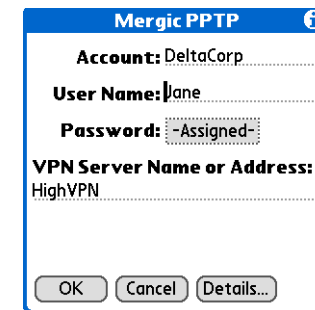 Mergic PPTP i
Account: DeltaCorp
User Name: Jane
Password: -Assigned-
VPN Server Name or Address:
HighVPN
OK Cancel Details...